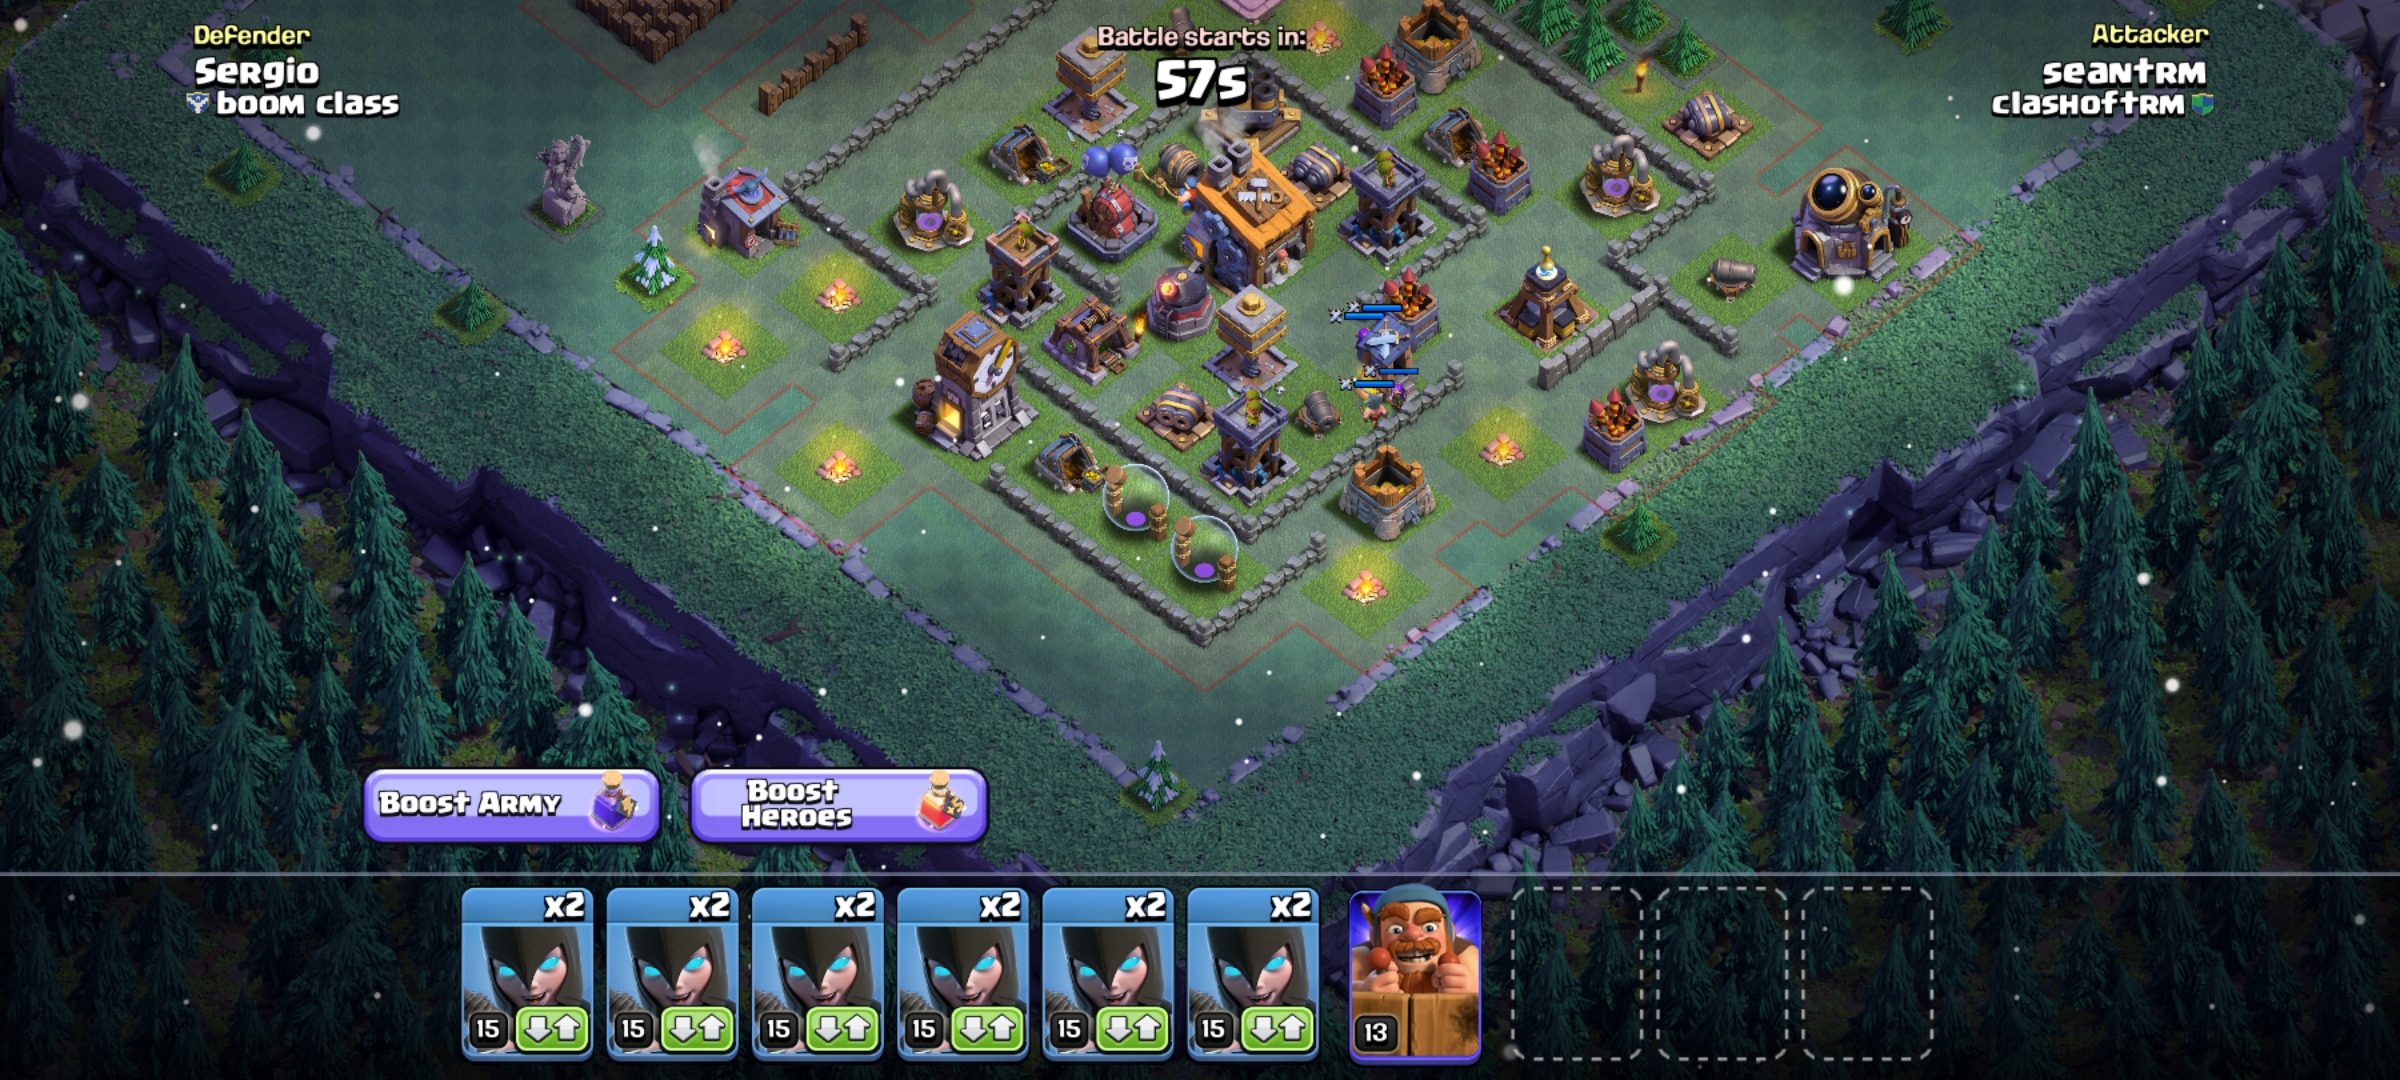 Defender
Sergio
boom class
Battle starts in:
57s
Attacker
seantRM
clashoftRM
Boost Army
Boost
Heroes
x2
x2
x2
x2
x2
x2
15
15
15
15
15
15
13